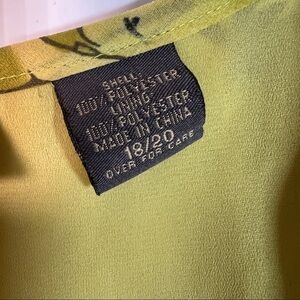 SHELL:
100% POLYESTER
LINING:
100% POLYESTER
MADE IN CHINA
18/20
OVER FOR CARE